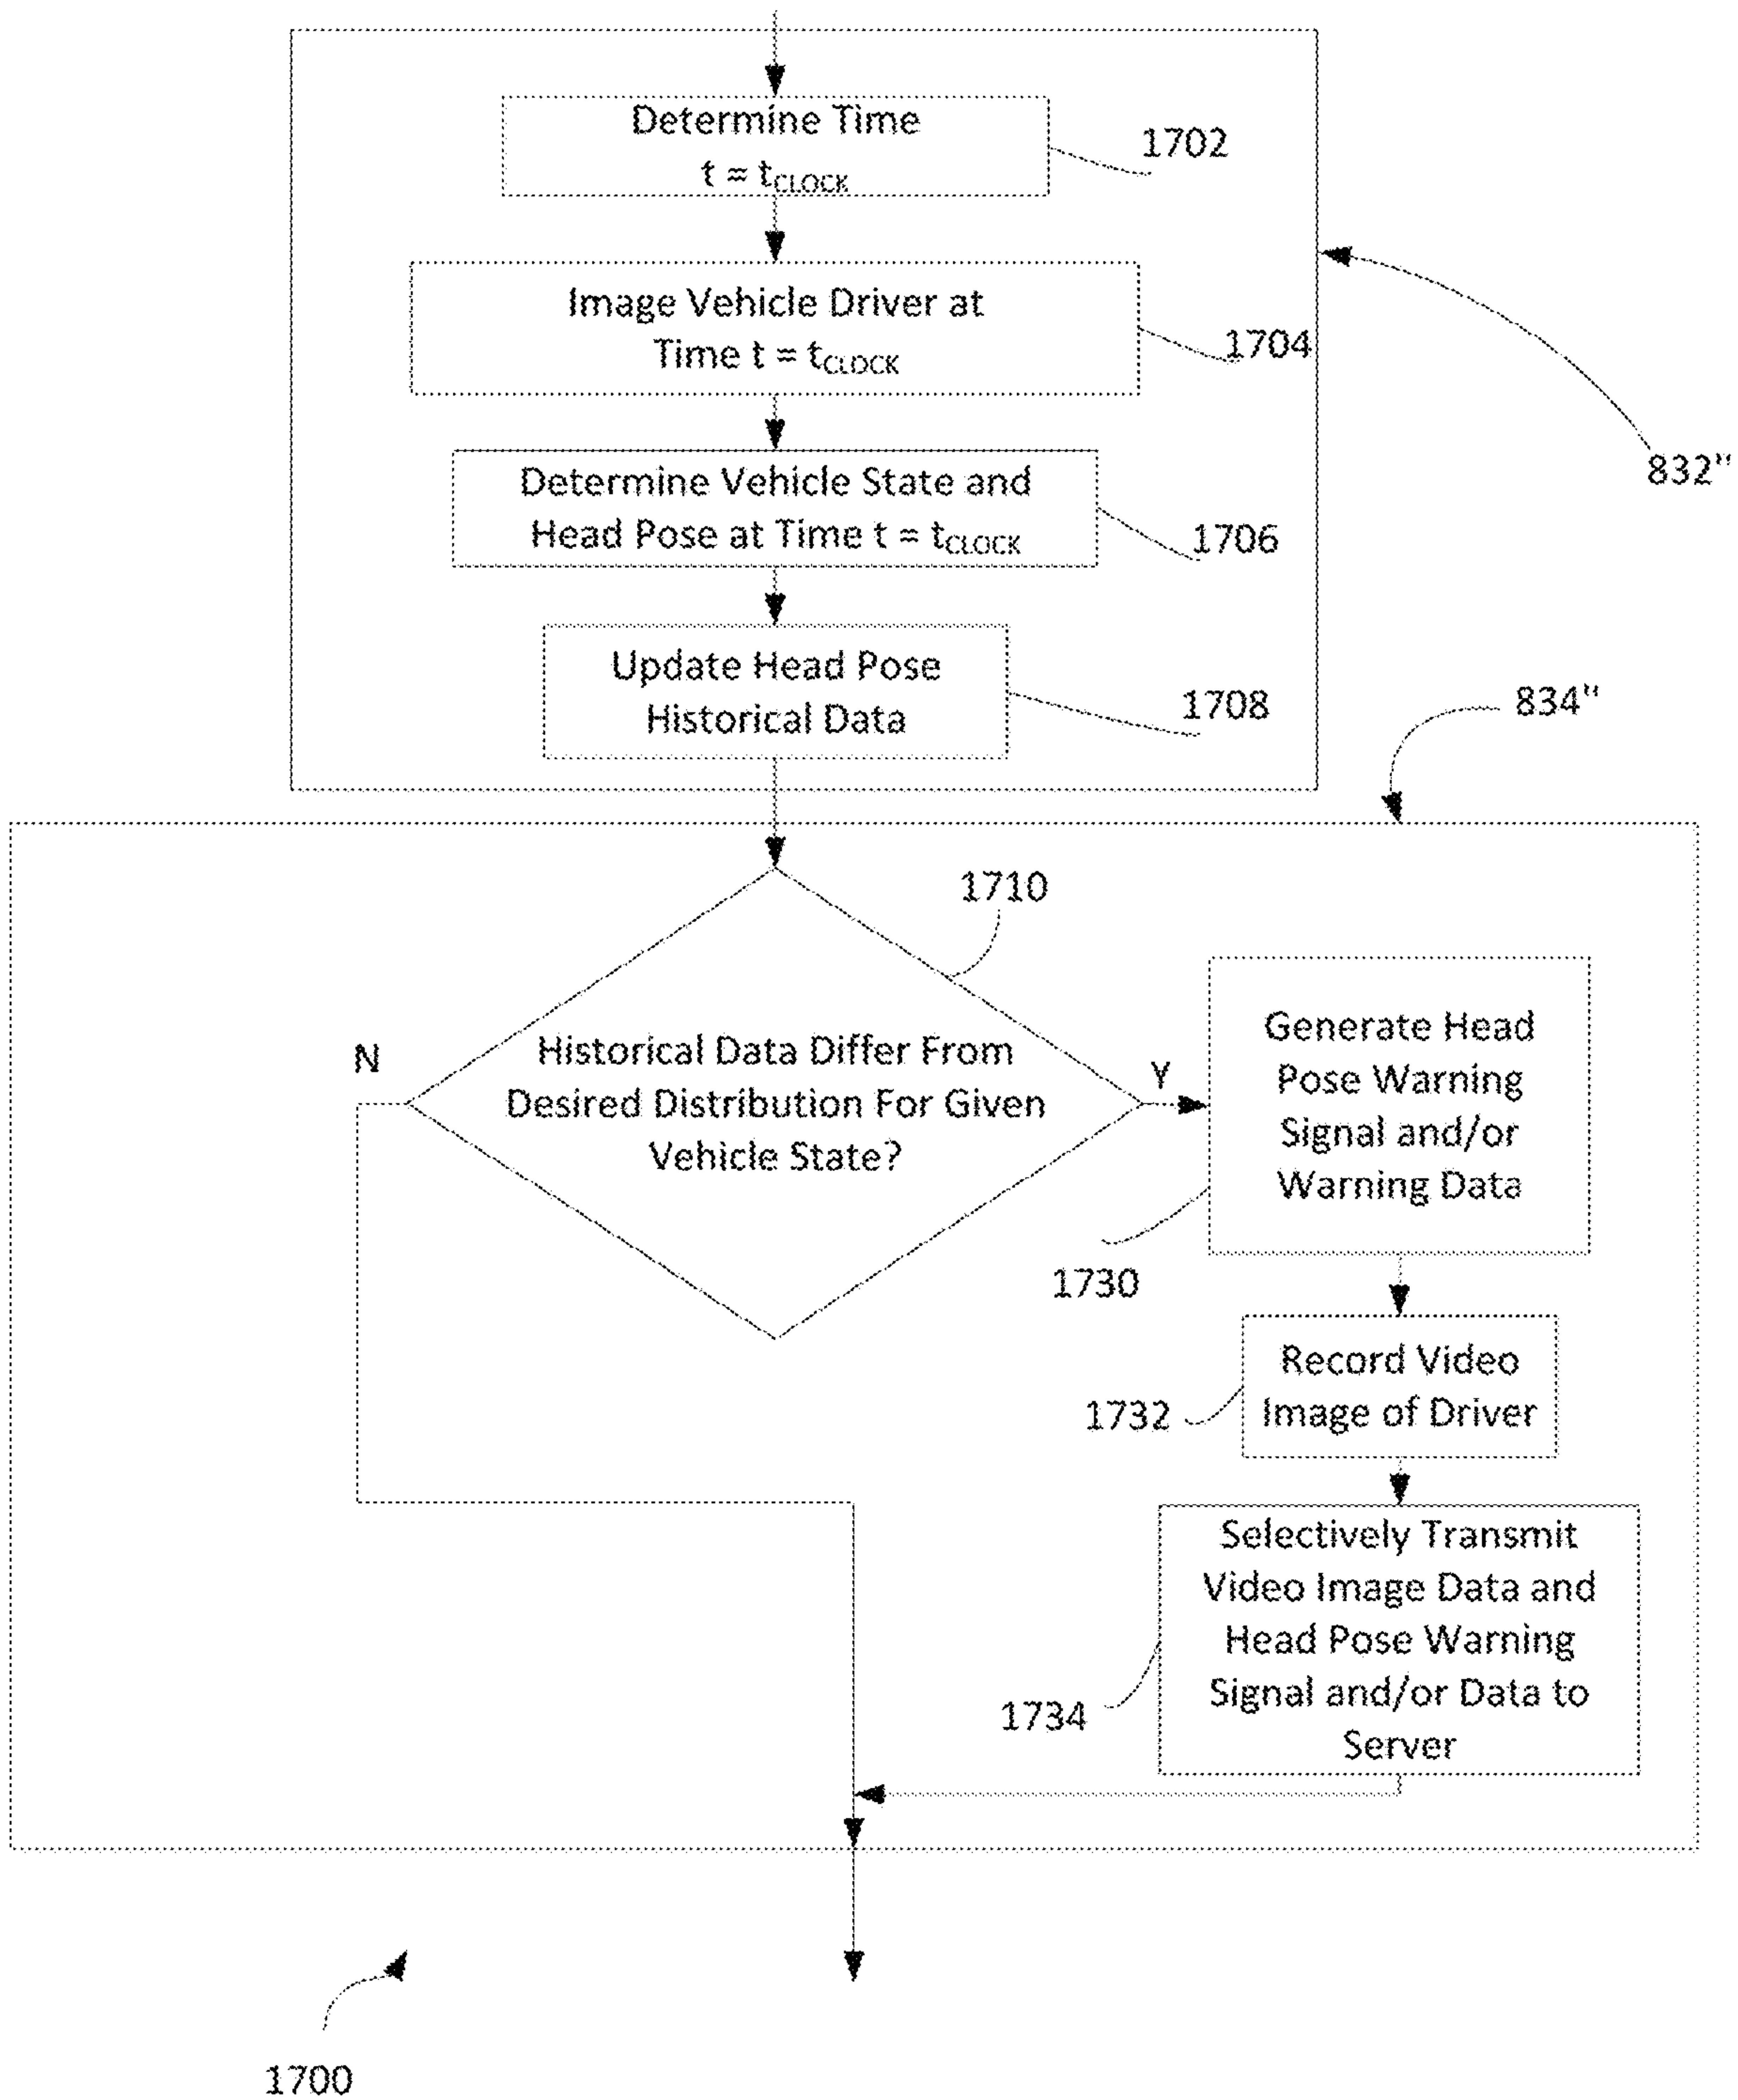 Determine Time
t = tCLOCK
1702
Image Vehicle Driver at
Time t = tCLOCK
1704
832"
Determine Vehicle State and
Head Pose at Time t = tCLOCK
1706
Update Head Pose
Historical Data
1708
834"
1710
Historical Data Differ From
Desired Distribution For Given
Vehicle State?
N
Y
Generate Head
Pose Warning
Signal and/or
Warning Data
1730
Record Video
Image of Driver
1732
Selectively Transmit
Video Image Data and
Head Pose Warning
Signal and/or Data to
Server
1734
1700